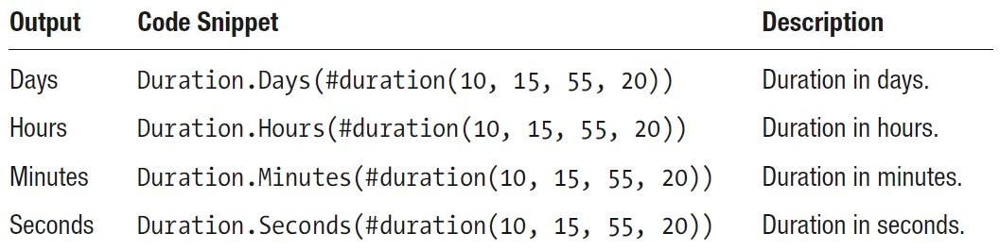 Output Code Snippet Description
Days Duration.Days(#duration(10, 15, 55, 20)) Duration in days.
Hours Duration.Hours(#duration(10, 15, 55, 20)) Duration in hours.
Minutes Duration.Minutes(#duration(10, 15, 55, 20)) Duration in minutes.
Seconds Duration.Seconds(#duration(10, 15, 55, 20)) Duration in seconds.